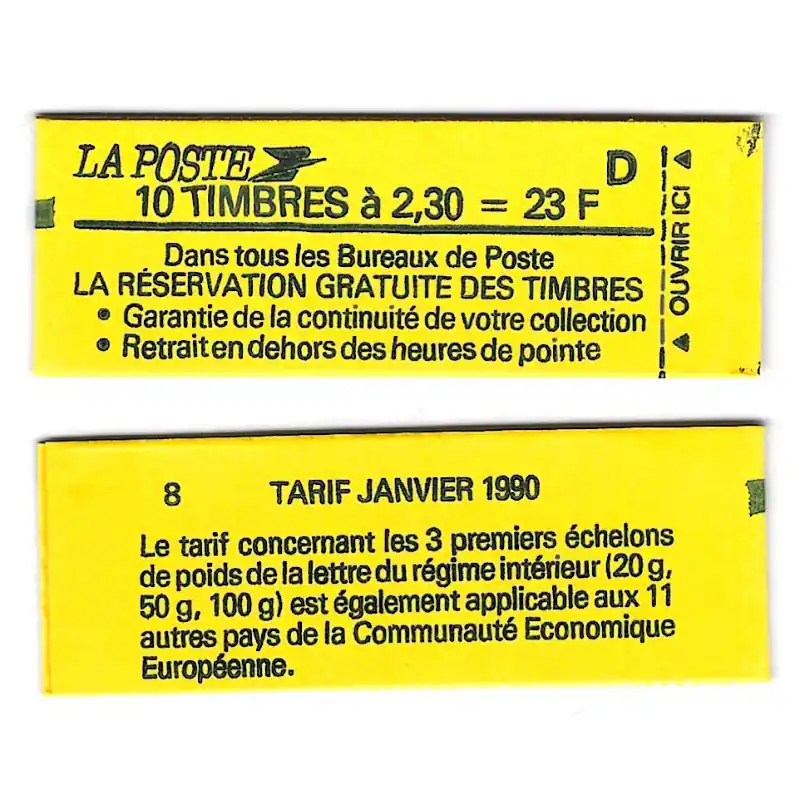 LA POSTE
D
10 TIMBRES à 2,30 = 23 F
Dans tous les Bureaux de Poste
LA RÉSERVATION GRATUITE DES TIMBRES
• Garantie de la continuité de votre collection
• Retrait en dehors des heures de pointe
▲ OUVRIR ICI ▲
8 TARIF JANVIER 1990
Le tarif concernant les 3 premiers échelons
de poids de la lettre du régime intérieur (20 g,
50 g, 100 g) est également applicable aux 11
autres pays de la Communauté Economique
Européenne.